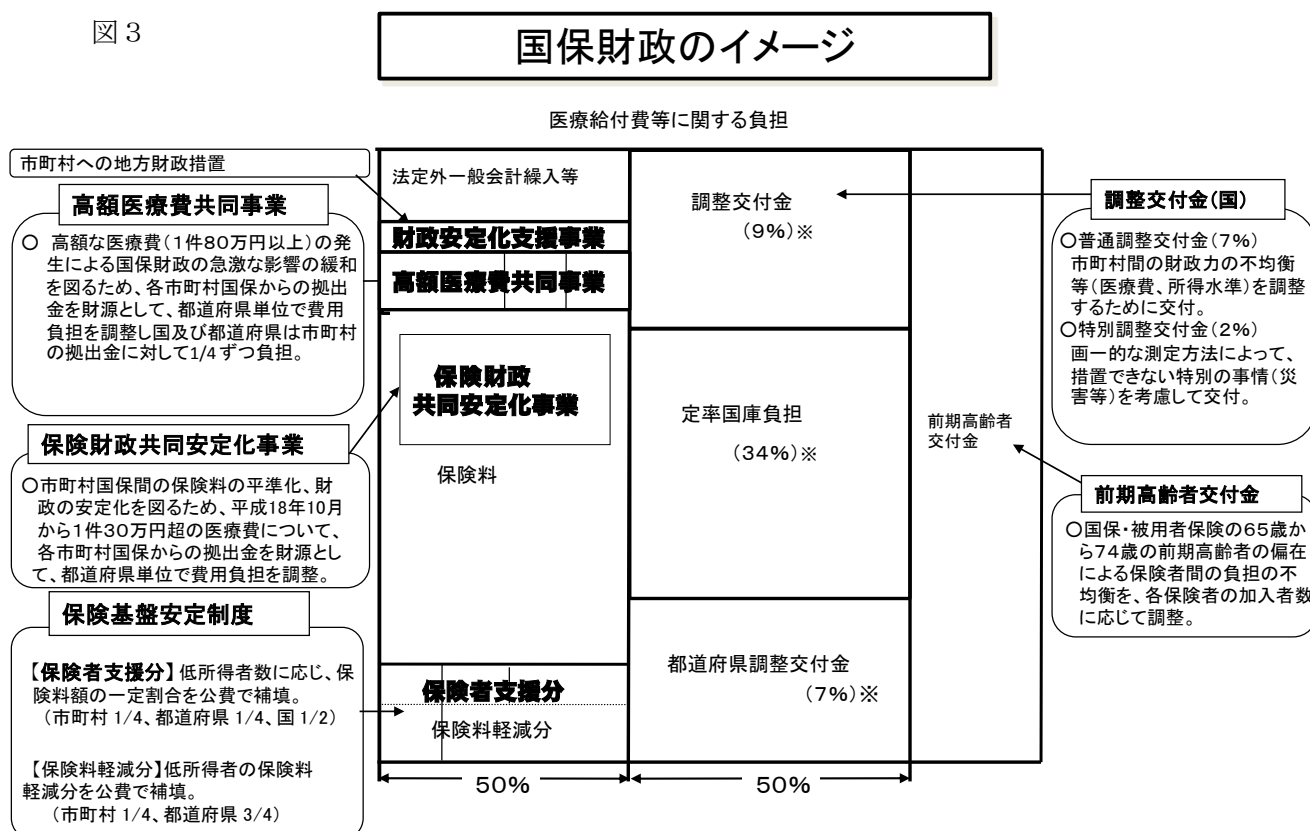 図3
国保財政のイメージ
医療給付費等に関する負担
市町村への地方財政措置
高額医療費共同事業
○ 高額な医療費(1件80万円以上)の発
生による国保財政の急激な影響の緩和
を図るため、各市町村国保からの拠出
金を財源として、都道府県単位で費用
負担を調整し国及び都道府県は市町村
の拠出金に対して1/4ずつ負担。
保険財政共同安定化事業
○市町村国保間の保険料の平準化、財
政の安定化を図るため、平成18年10月
から1件30万円超の医療費について、
各市町村国保からの拠出金を財源とし
て、都道府県単位で費用負担を調整。
保険基盤安定制度
【保険者支援分】低所得者数に応じ、保
険料額の一定割合を公費で補填。
(市町村 1/4、都道府県 1/4、国 1/2)
【保険料軽減分】低所得者の保険料
軽減分を公費で補填。
(市町村 1/4、都道府県 3/4)
法定外一般会計繰入等
財政安定化支援事業
高額医療費共同事業
保険財政
共同安定化事業
保険料
保険者支援分
保険料軽減分
50%
調整交付金
(9%)※
定率国庫負担
(34%)※
都道府県調整交付金
(7%)※
50%
前期高齢者
交付金
調整交付金(国)
○普通調整交付金(7%)
市町村間の財政力の不均衡
等(医療費、所得水準)を調整
するために交付。
○特別調整交付金(2%)
画一的な測定方法によって、
措置できない特別の事情(災
害等)を考慮して交付。
前期高齢者交付金
○国保・被用者保険の65歳か
ら74歳の前期高齢者の偏在
による保険者間の負担の不
均衡を、各保険者の加入者数
に応じて調整。